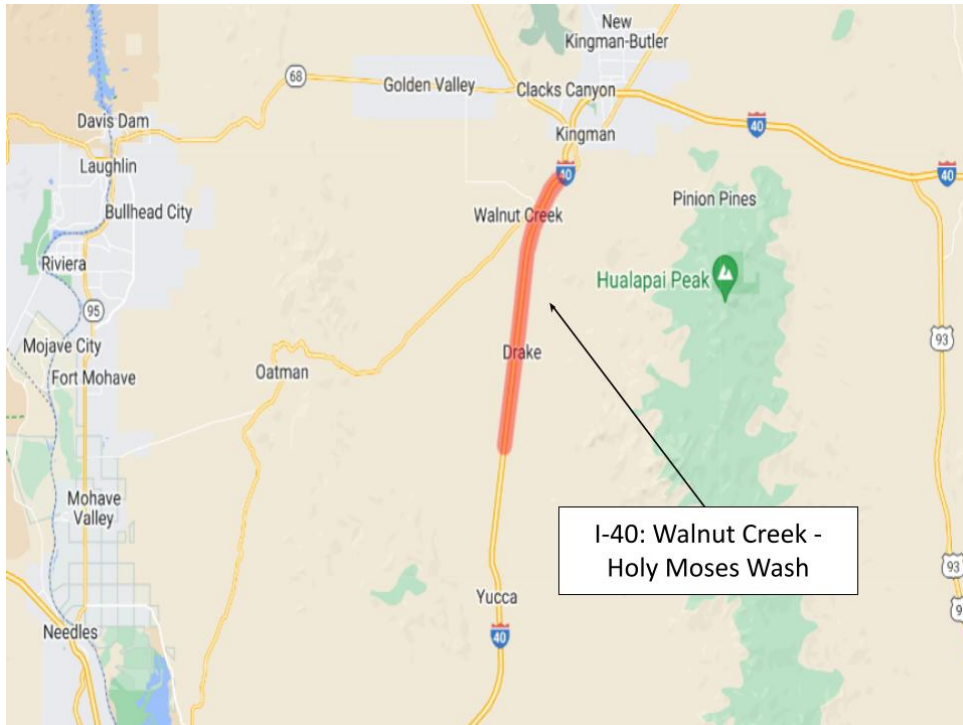 New
Kingman-Butler
68
Golden Valley
Clacks Canyon
Davis Dam
40
Kingman
Laughlin
40
40
Walnut Creek
Pinion Pines
Bullhead City
Riviera
Hualapai Peak
95
93
Mojave City
Drake
Oatman
Fort Mohave
Mohave
Valley
I-40: Walnut Creek -
Holy Moses Wash
93
Yucca
9
Needles
40